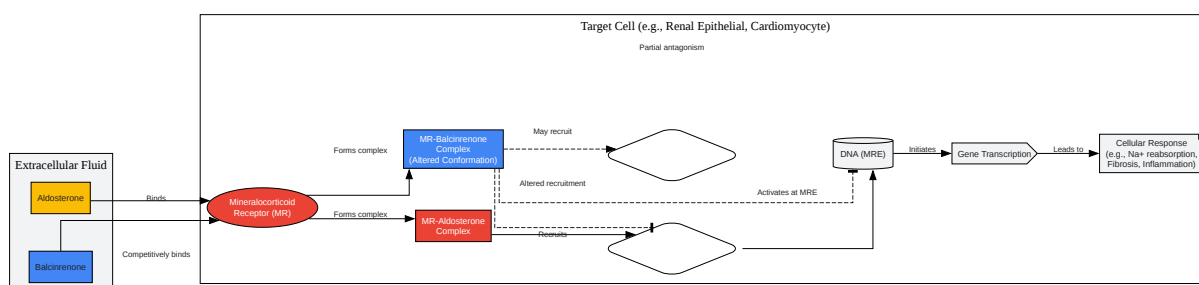 Target Cell (e.g., Renal Epithelial, Cardiomyocyte)
Partial antagonism
Extracellular Fluid
Aldosterone
Balcinrenone
Binds
Competitively binds
Mineralocorticoid
Receptor (MR)
Forms complex
Forms complex
MR-Balcinrenone
Complex
(Altered Conformation)
MR-Aldosterone
Complex
May recruit
Altered recruitment
Recruits
Activates at MRE
DNA (MRE)
Initiates
Gene Transcription
Leads to
Cellular Response
(e.g., Na+ reabsorption,
Fibrosis, Inflammation)